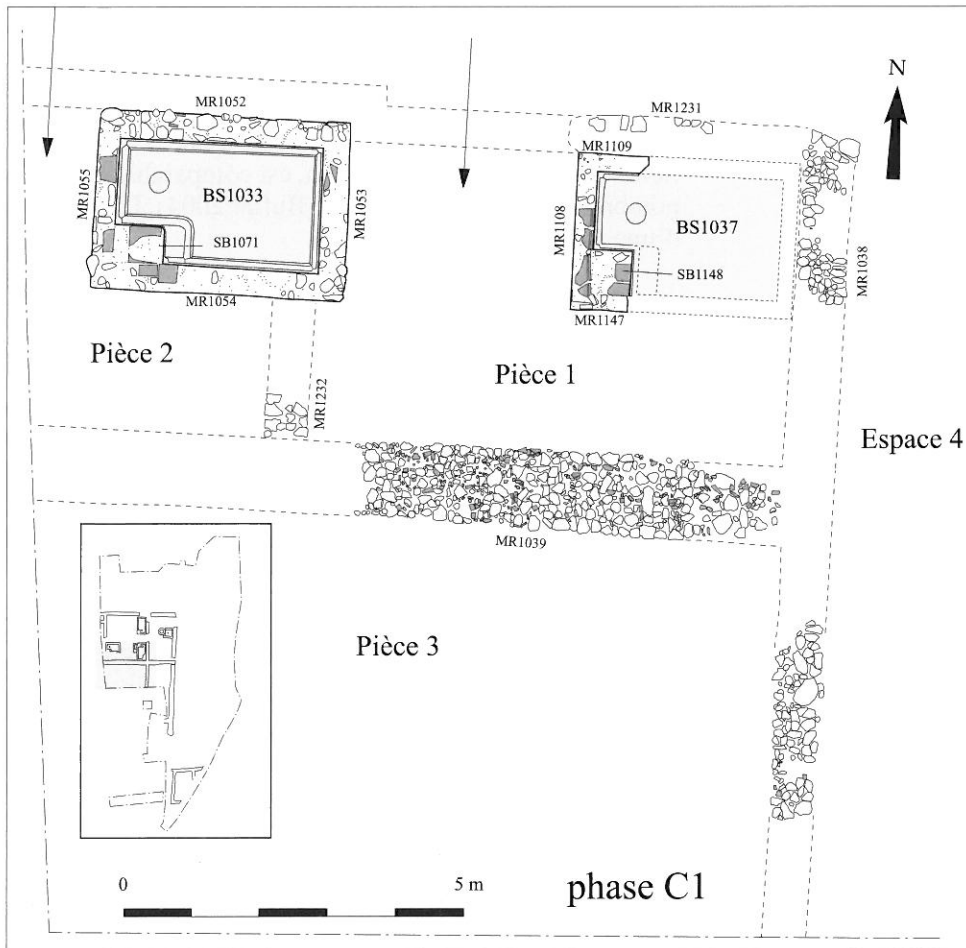 MR1052
MR1231
N
MR1109
MR1055
BS1033
MR1053
MR1108
BS1037
SB1071
SB1148
MR1038
MR1054
MR1147
Pièce 2
Pièce 1
MR1232
Espace 4
MR1039
Pièce 3
0
5 m
phase C1